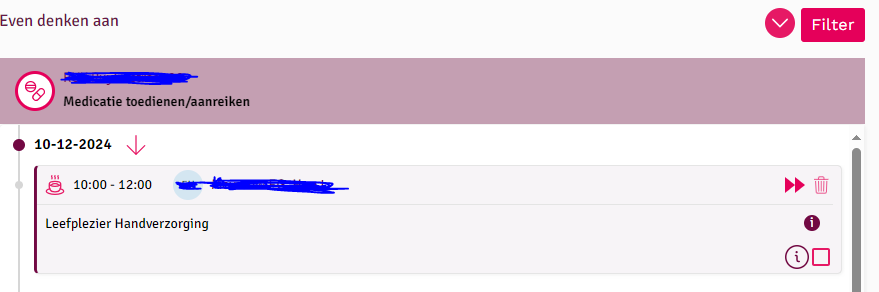 Even denken aan
Filter
Medicatie toedienen/aanreiken
10-12-2024
10:00 - 12:00
Leefplezier Handverzorging